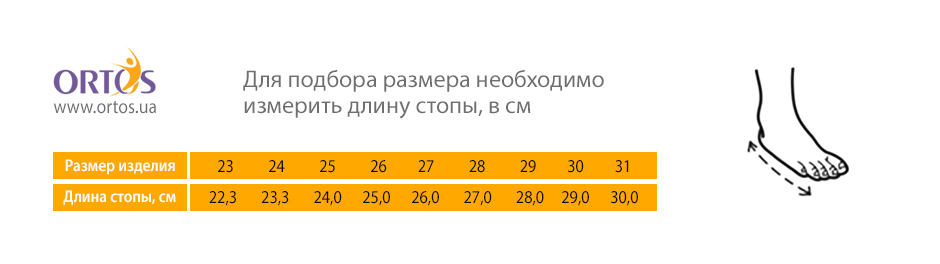 ORTOS
www.ortos.ua
Для подбора размера необходимо
измерить длину стопы, в см
Размер изделия 23 24 25 26 27 28 29 30 31
Длина стопы, см 22,3 23,3 24,0 25,0 26,0 27,0 28,0 29,0 30,0